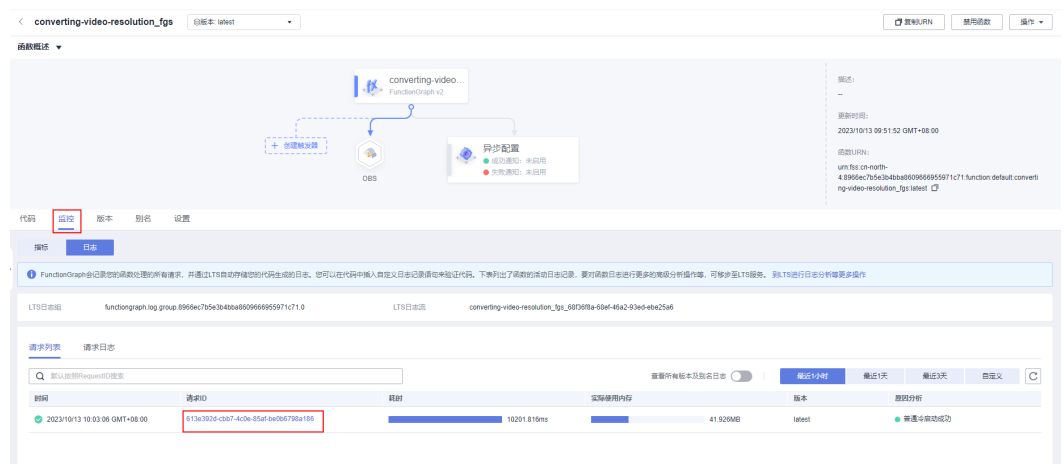 converting-video-resolution_fgs
版本: latest
复制URN
禁用函数
操作
函数概述
converting-video...
FunctionGraph v2
创建触发器
OBS
异步配置
成功通知: 未启用
失败通知: 未启用
描述:
--
更新时间:
2023/10/13 09:51:52 GMT+08:00
函数URN:
urn:fss:cn-north-
4:8966ec7b5e3b4bba8609666955971c71:function:default:converti
ng-video-resolution_fgs:latest
代码 监控 版本 别名 设置
指标 日志
FunctionGraph会记录您的函数处理的所有请求，并通过LTS自动存储您的代码生成的日志。您可以在代码中插入自定义日志记录语句来验证代码。下表列出了函数的活动日志记录，要对函数日志进行更多的高级分析操作等，可移步至LTS服务。 到LTS进行日志分析等更多操作
LTS日志组 functiongraph.log.group.8966ec7b5e3b4bba8609666955971c71.0 LTS日志流 converting-video-resolution_fgs_68f36f8a-68ef-46a2-93ed-ebe25a6
请求列表 请求日志
默认按照RequestID搜索
查看所有版本及别名日志
最近1小时 最近1天 最近3天 自定义
时间 请求ID 耗时 实际使用内存 版本 原因分析
2023/10/13 10:03:06 GMT+08:00 613e392d-cbb7-4c0e-85af-be0b6798a186 10201.816ms 41.926MB latest 普通冷启动成功